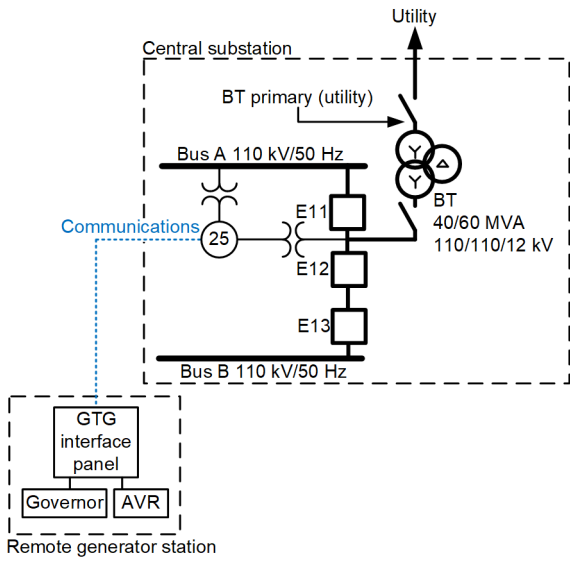 Utility
Central substation
BT primary (utility)
Bus A 110 kV/50 Hz
Y
Δ
Y
BT
40/60 MVA
110/110/12 kV
E11
Communications
25
E12
E13
Bus B 110 kV/50 Hz
GTG
interface
panel
Governor
AVR
Remote generator station